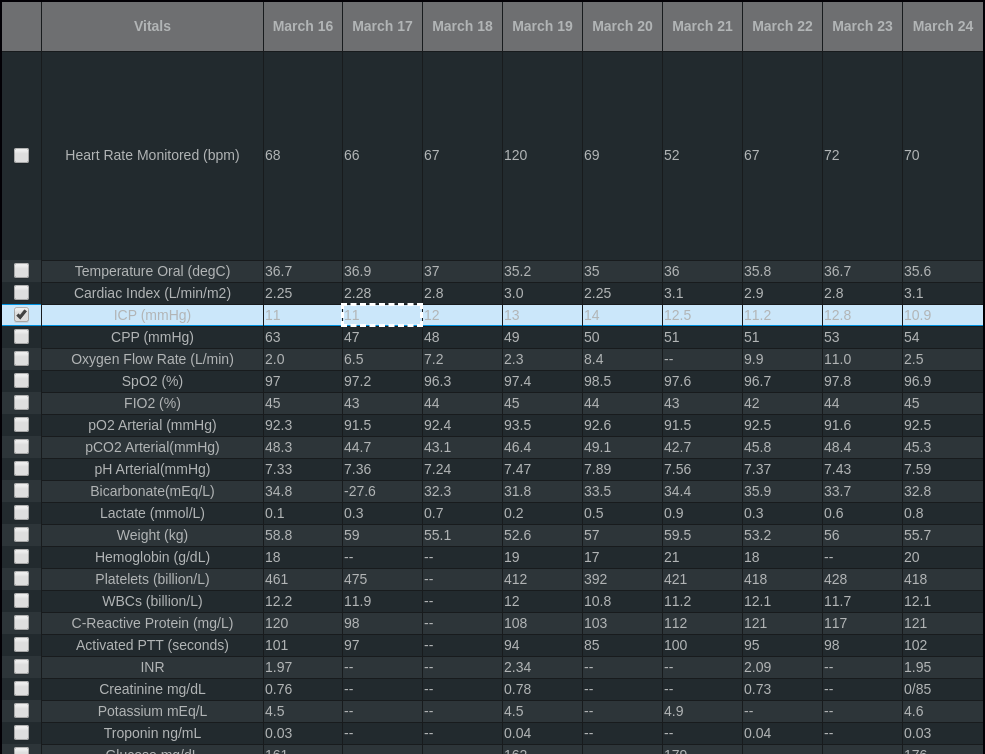 Vitals March 16 March 17 March 18 March 19 March 20 March 21 March 22 March 23 March 24
Heart Rate Monitored (bpm) 68 66 67 120 69 52 67 72 70
Temperature Oral (degC) 36.7 36.9 37 35.2 35 36 35.8 36.7 35.6
Cardiac Index (L/min/m2) 2.25 2.28 2.8 3.0 2.25 3.1 2.9 2.8 3.1
ICP (mmHg) 11 11 12 13 14 12.5 11.2 12.8 10.9
CPP (mmHg) 63 47 48 49 50 51 51 53 54
Oxygen Flow Rate (L/min) 2.0 6.5 7.2 2.3 8.4 -- 9.9 11.0 2.5
SpO2 (%) 97 97.2 96.3 97.4 98.5 97.6 96.7 97.8 96.9
FIO2 (%) 45 43 44 45 44 43 42 44 45
pO2 Arterial (mmHg) 92.3 91.5 92.4 93.5 92.6 91.5 92.5 91.6 92.5
pCO2 Arterial(mmHg) 48.3 44.7 43.1 46.4 49.1 42.7 45.8 48.4 45.3
pH Arterial(mmHg) 7.33 7.36 7.24 7.47 7.89 7.56 7.37 7.43 7.59
Bicarbonate(mEq/L) 34.8 -27.6 32.3 31.8 33.5 34.4 35.9 33.7 32.8
Lactate (mmol/L) 0.1 0.3 0.7 0.2 0.5 0.9 0.3 0.6 0.8
Weight (kg) 58.8 59 55.1 52.6 57 59.5 53.2 56 55.7
Hemoglobin (g/dL) 18 -- -- 19 17 21 18 -- 20
Platelets (billion/L) 461 475 -- 412 392 421 418 428 418
WBCs (billion/L) 12.2 11.9 -- 12 10.8 11.2 12.1 11.7 12.1
C-Reactive Protein (mg/L) 120 98 -- 108 103 112 121 117 121
Activated PTT (seconds) 101 97 -- 94 85 100 95 98 102
INR 1.97 -- -- 2.34 -- -- 2.09 -- 1.95
Creatinine mg/dL 0.76 -- -- 0.78 -- -- 0.73 -- 0/85
Potassium mEq/L 4.5 -- -- 4.5 -- 4.9 -- -- 4.6
Troponin ng/mL 0.03 -- -- 0.04 -- -- 0.04 -- 0.03